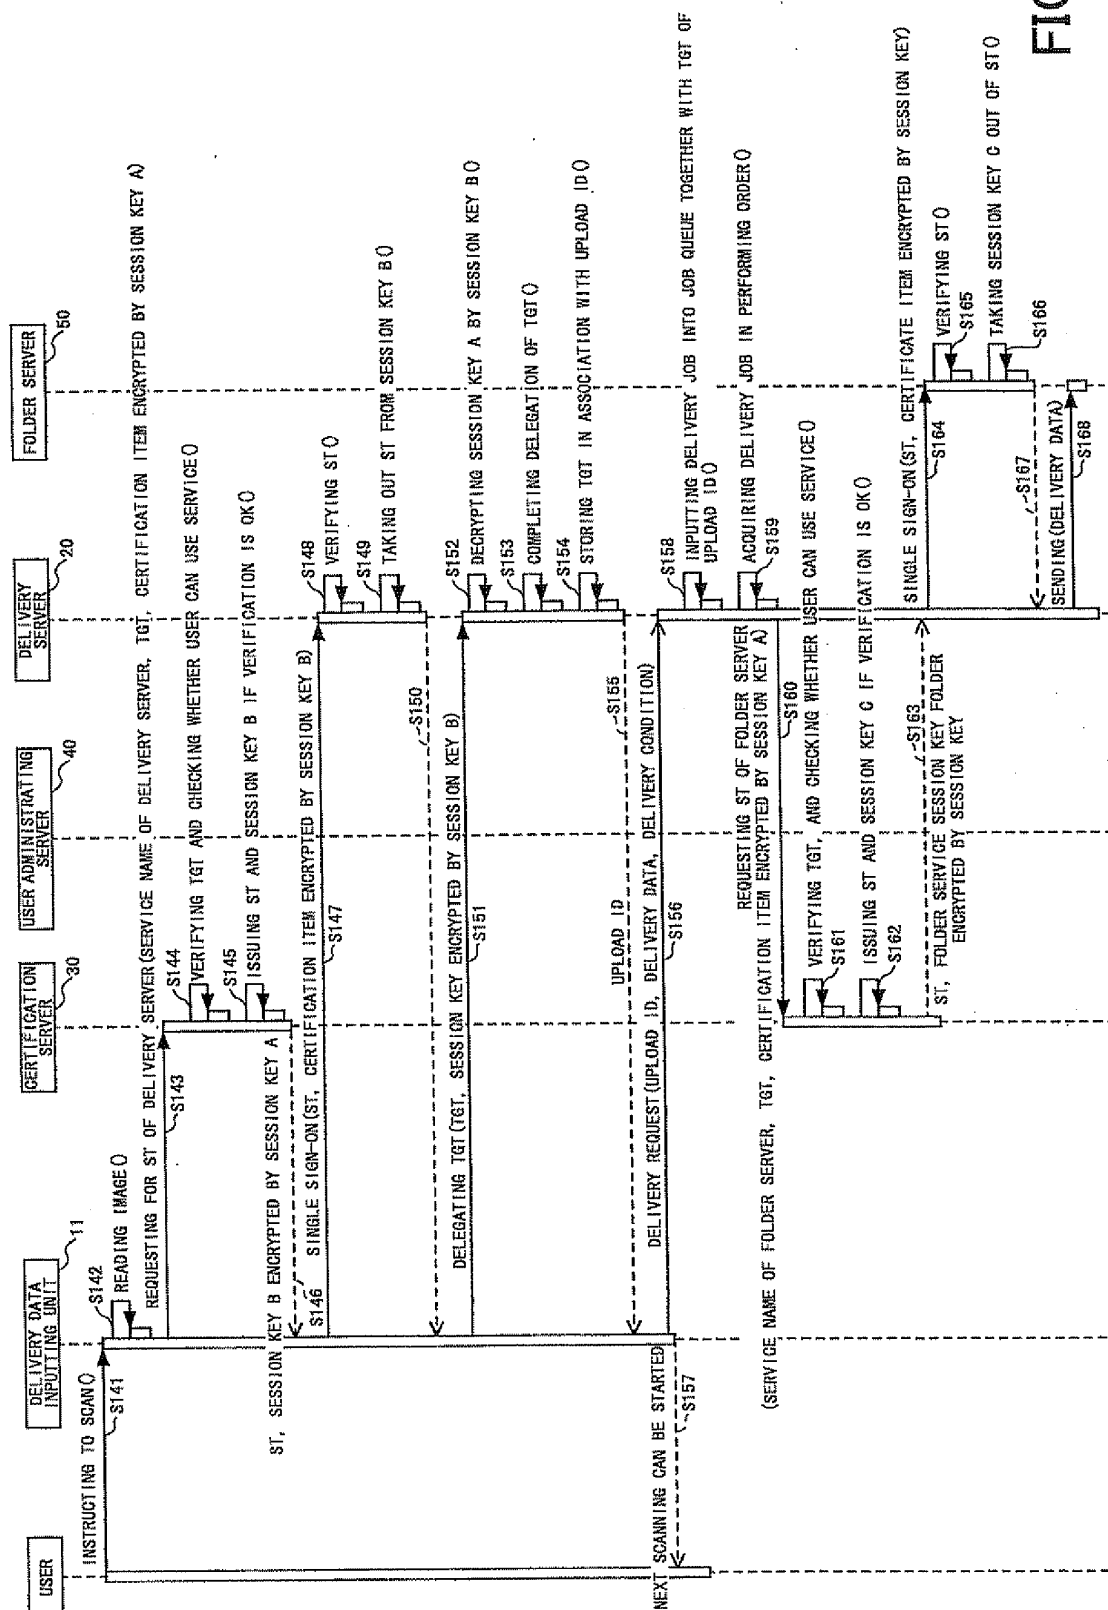 USER
DELIVERY DATA
INPUTTING UNIT
11
CERTIFICATION
SERVER
30
USER ADMINISTRATING
SERVER
40
DELIVERY
SERVER
20
FOLDER SERVER
50
INSTRUCTING TO SCAN()
S141
S142
READING IMAGE()
REQUESTING FOR ST OF DELIVERY SERVER(SERVICE NAME OF DELIVERY SERVER, TGT, CERTIFICATION ITEM ENCRYPTED BY SESSION KEY A)
S143
S144
VERIFYING TGT AND CHECKING WHETHER USER CAN USE SERVICE()
S145
ISSUING ST AND SESSION KEY B IF VERIFICATION IS OK()
ST, SESSION KEY B ENCRYPTED BY SESSION KEY A
S146
SINGLE SIGN-ON(ST, CERTIFICATION ITEM ENCRYPTED BY SESSION KEY B)
S147
S148
VERIFYING ST()
S149
TAKING OUT ST FROM SESSION KEY B()
S150
DELEGATING TGT(TGT, SESSION KEY ENCRYPTED BY SESSION KEY B)
S151
S152
DECRYPTING SESSION KEY A BY SESSION KEY B()
S153
COMPLETING DELEGATION OF TGT()
S154
STORING TGT IN ASSOCIATION WITH UPLOAD ID()
UPLOAD ID
S155
DELIVERY REQUEST(UPLOAD ID, DELIVERY DATA, DELIVERY CONDITION)
S156
NEXT SCANNING CAN BE STARTED
S157
S158
INPUTTING DELIVERY JOB INTO JOB QUEUE TOGETHER WITH TGT OF
UPLOAD ID()
ACQUIRING DELIVERY JOB IN PERFORMING ORDER()
S159
REQUESTING ST OF FOLDER SERVER
(SERVICE NAME OF FOLDER SERVER, TGT, CERTIFICATION ITEM ENCRYPTED BY SESSION KEY A)
S160
VERIFYING TGT, AND CHECKING WHETHER USER CAN USE SERVICE()
S161
ISSUING ST AND SESSION KEY C IF VERIFICATION IS OK()
S162
S163
ST, FOLDER SERVICE SESSION KEY FOLDER
ENCRYPTED BY SESSION KEY
SINGLE SIGN-ON(ST, CERTIFICATE ITEM ENCRYPTED BY SESSION KEY)
S164
VERIFYING ST()
S165
TAKING SESSION KEY C OUT OF ST()
S166
S167
SENDING(DELIVERY DATA)
S168